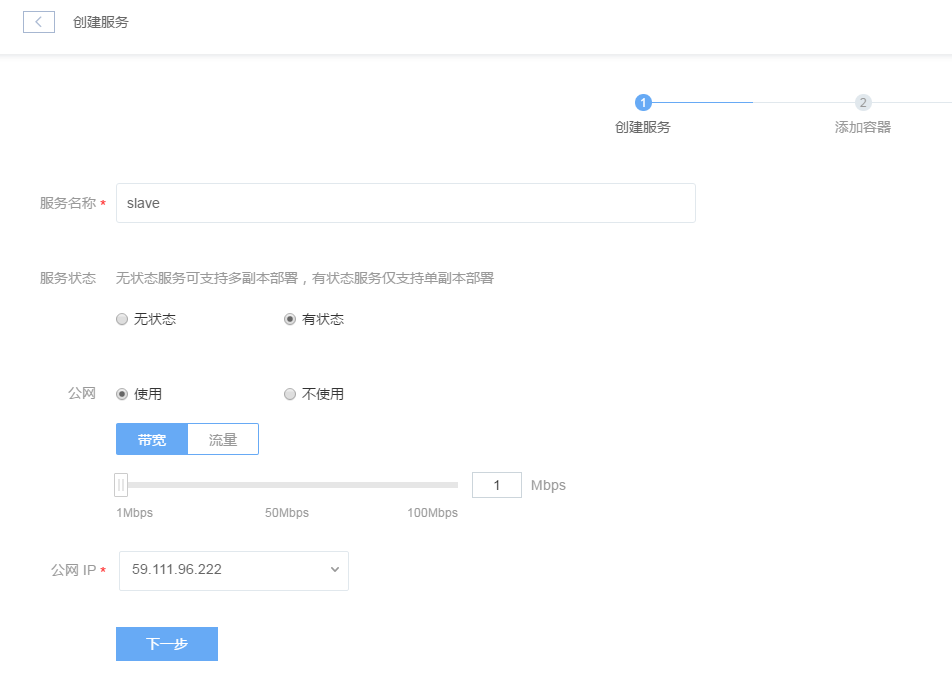 创建服务
1 2
创建服务 添加容器
服务名称 * slave
服务状态 无状态服务可支持多副本部署，有状态服务仅支持单副本部署
无状态 有状态
公网 使用 不使用
带宽 流量
1 Mbps
1Mbps 50Mbps 100Mbps
公网 IP * 59.111.96.222
下一步